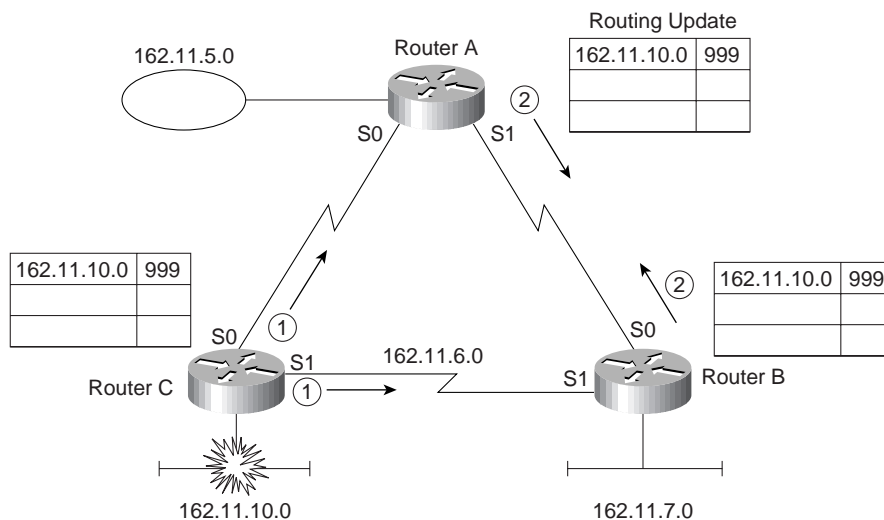 Routing Update
Router A
162.11.5.0
162.11.10.0 999
2
S0 S1
162.11.10.0 999
2
162.11.10.0 999
1
S0
S0
S1
162.11.6.0
Router C
1
S1
Router B
162.11.10.0
162.11.7.0